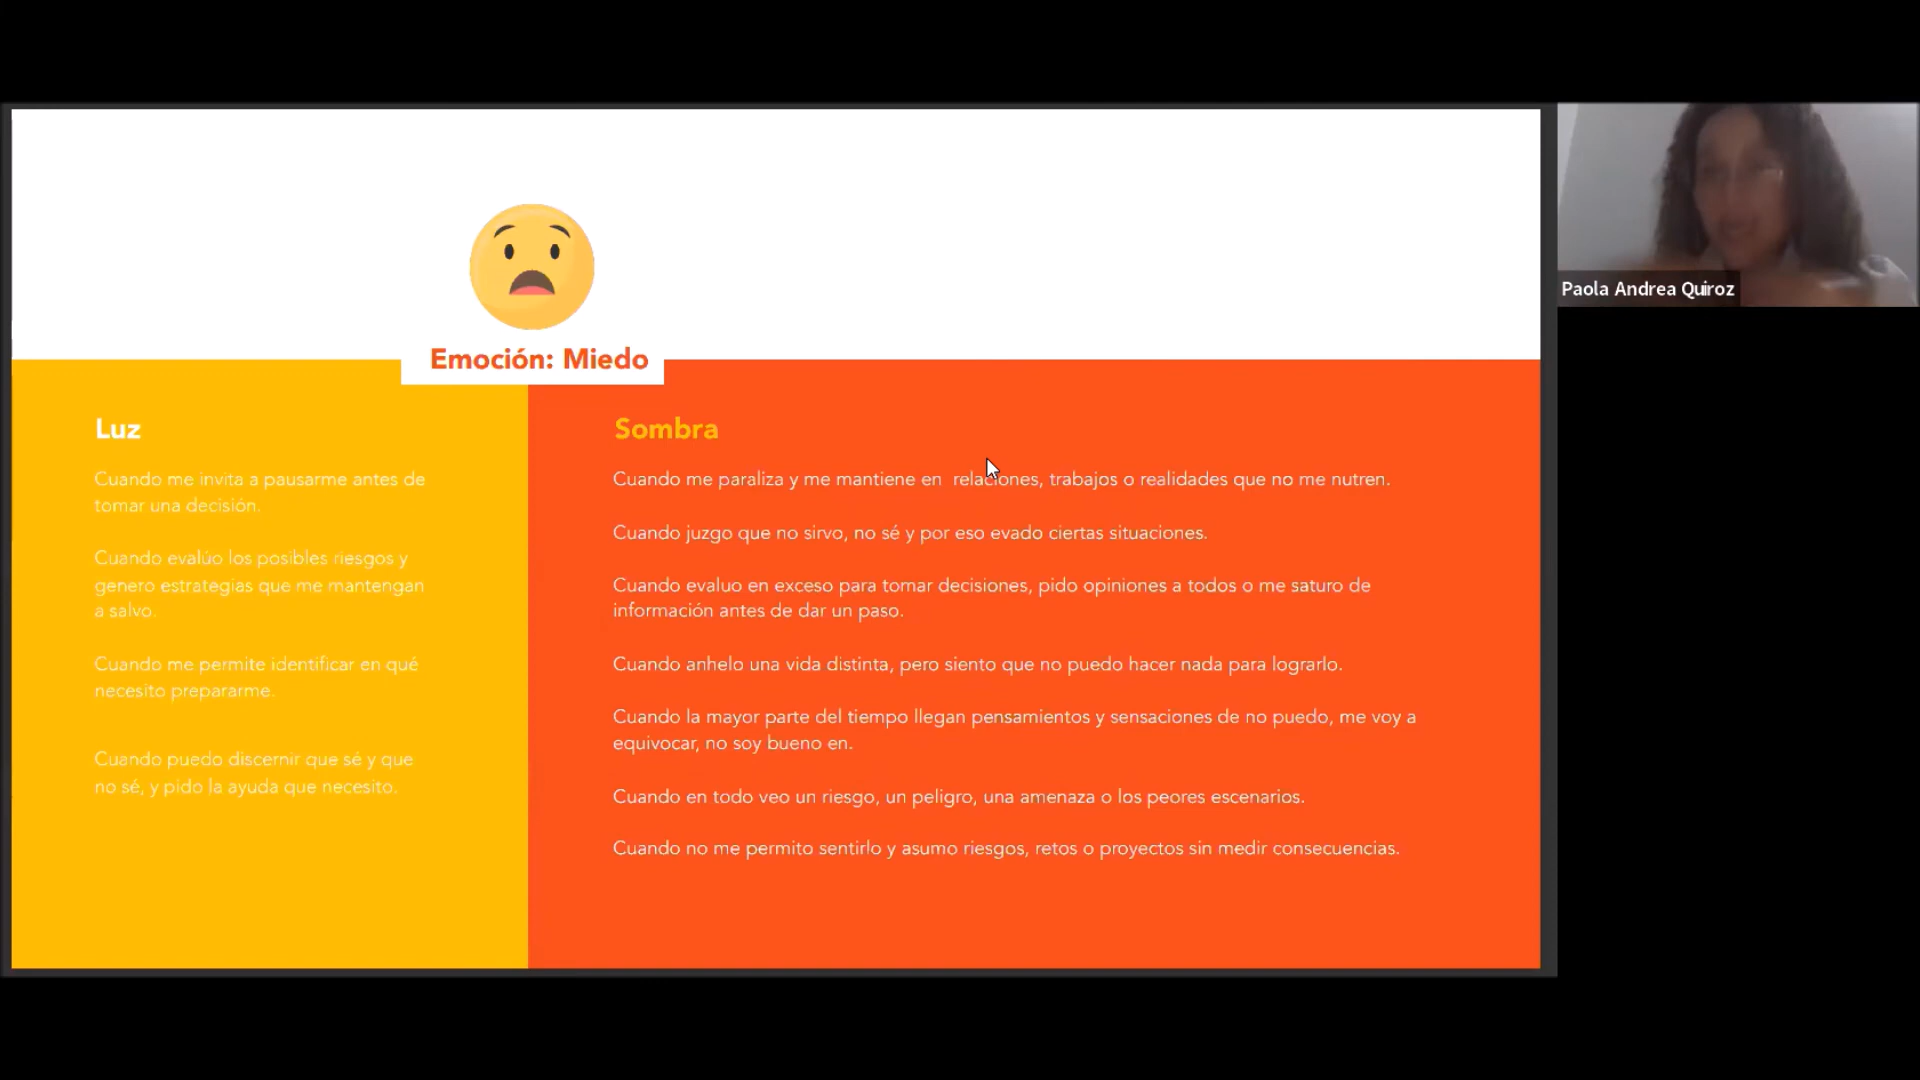 Emoción: Miedo
Luz
Cuando me invita a pausarme antes de
tomar una decisión.
Cuando evalúo los posibles riesgos y
genero estrategias que me mantengan
a salvo.
Cuando me permite identificar en qué
necesito prepararme.
Cuando puedo discernir que sé y que
no sé, y pido la ayuda que necesito.
Sombra
Cuando me paraliza y me mantiene en relaciones, trabajos o realidades que no me nutren.
Cuando juzgo que no sirvo, no sé y por eso evado ciertas situaciones.
Cuando evaluo en exceso para tomar decisiones, pido opiniones a todos o me saturo de
información antes de dar un paso.
Cuando anhelo una vida distinta, pero siento que no puedo hacer nada para lograrlo.
Cuando la mayor parte del tiempo llegan pensamientos y sensaciones de no puedo, me voy a
equivocar, no soy bueno en.
Cuando en todo veo un riesgo, un peligro, una amenaza o los peores escenarios.
Cuando no me permito sentirlo y asumo riesgos, retos o proyectos sin medir consecuencias.
Paola Andrea Quiroz